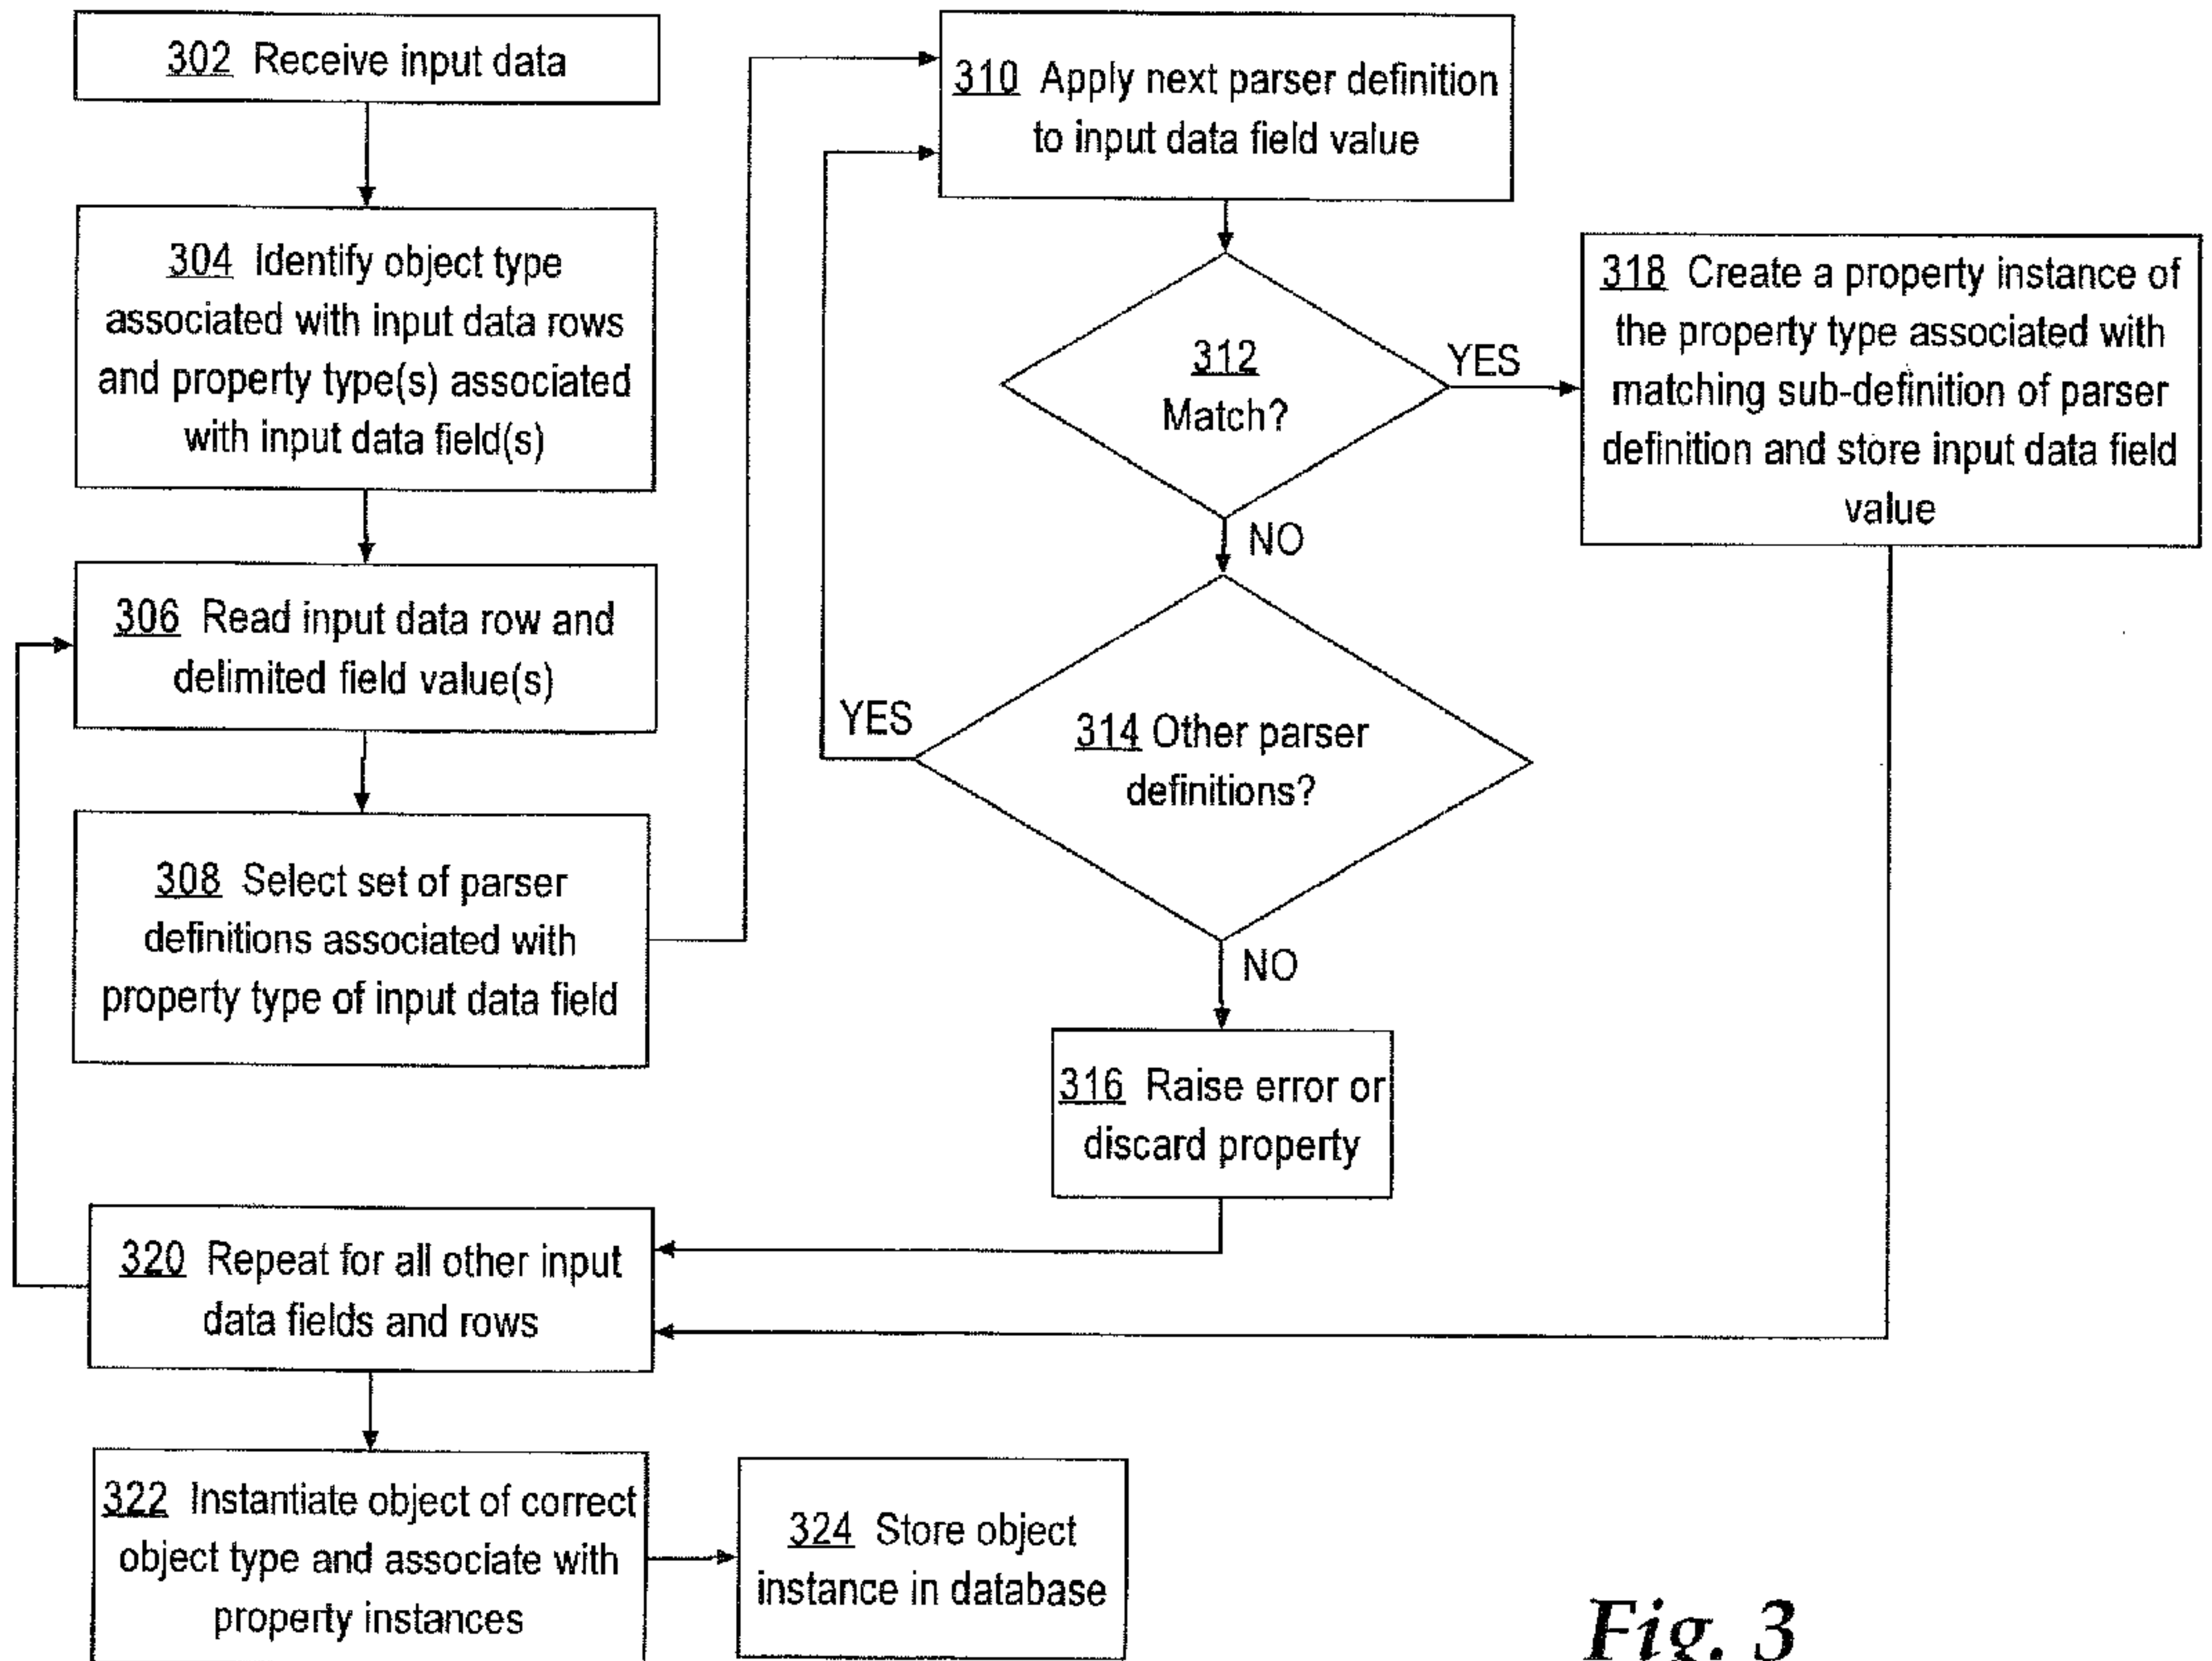 302 Receive input data
304 Identify object type
associated with input data rows
and property type(s) associated
with input data field(s)
306 Read input data row and
delimited field value(s)
308 Select set of parser
definitions associated with
property type of input data field
310 Apply next parser definition
to input data field value
312
Match?
YES
NO
318 Create a property instance of
the property type associated with
matching sub-definition of parser
definition and store input data field
value
314 Other parser
definitions?
YES
NO
316 Raise error or
discard property
320 Repeat for all other input
data fields and rows
322 Instantiate object of correct
object type and associate with
property instances
324 Store object
instance in database
Fig. 3